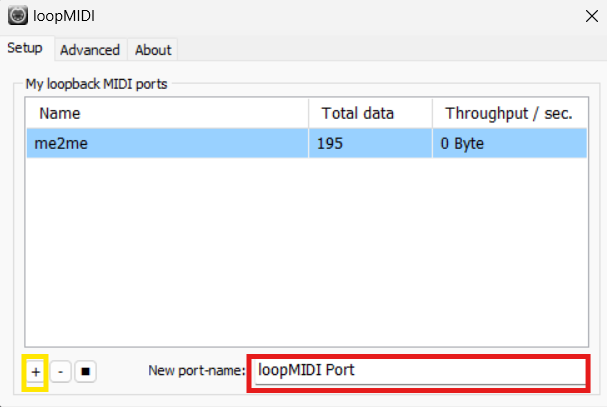 loopMIDI
Setup Advanced About
My loopback MIDI ports
Name Total data Throughput / sec.
me2me 195 0 Byte
+ - ■ New port-name: loopMIDI Port